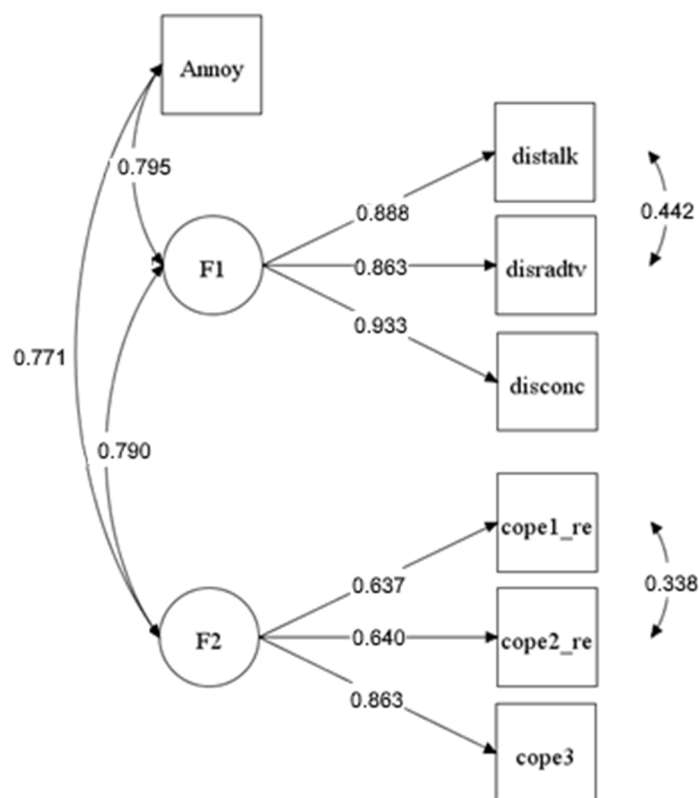 Annoy
0.795
distalk
0.888
0.442
F1
0.863
disradtv
0.933
0.771
disconc
0.790
cope1_re
0.637
0.338
F2
0.640
cope2_re
0.863
cope3